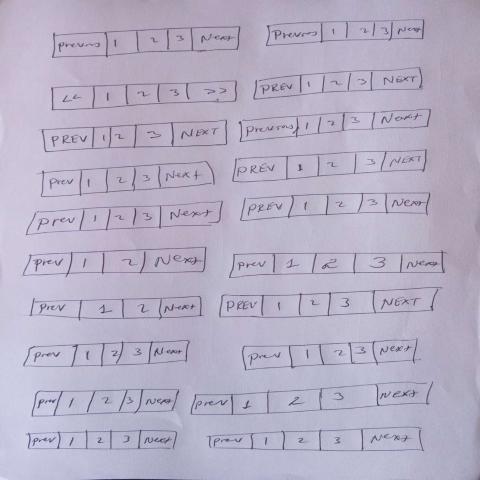 Previous 1 2 3 Next Previous 1 2 3 Next
<< 1 2 3 >> PREV 1 2 3 NEXT
PREV 1 2 3 NEXT Previous 1 2 3 Next
Prev 1 2 3 Next PREV 1 2 3 NEXT
prev 1 2 3 Next PREV 1 2 3 Next
prev 1 2 Next prev 1 2 3 Next
prev 1 2 Next PREV 1 2 3 NEXT
prev 1 2 3 Next prev 1 2 3 Next
prev 1 2 3 Next prev 1 2 3 NEXT
prev 1 2 3 Next prev 1 2 3 Next